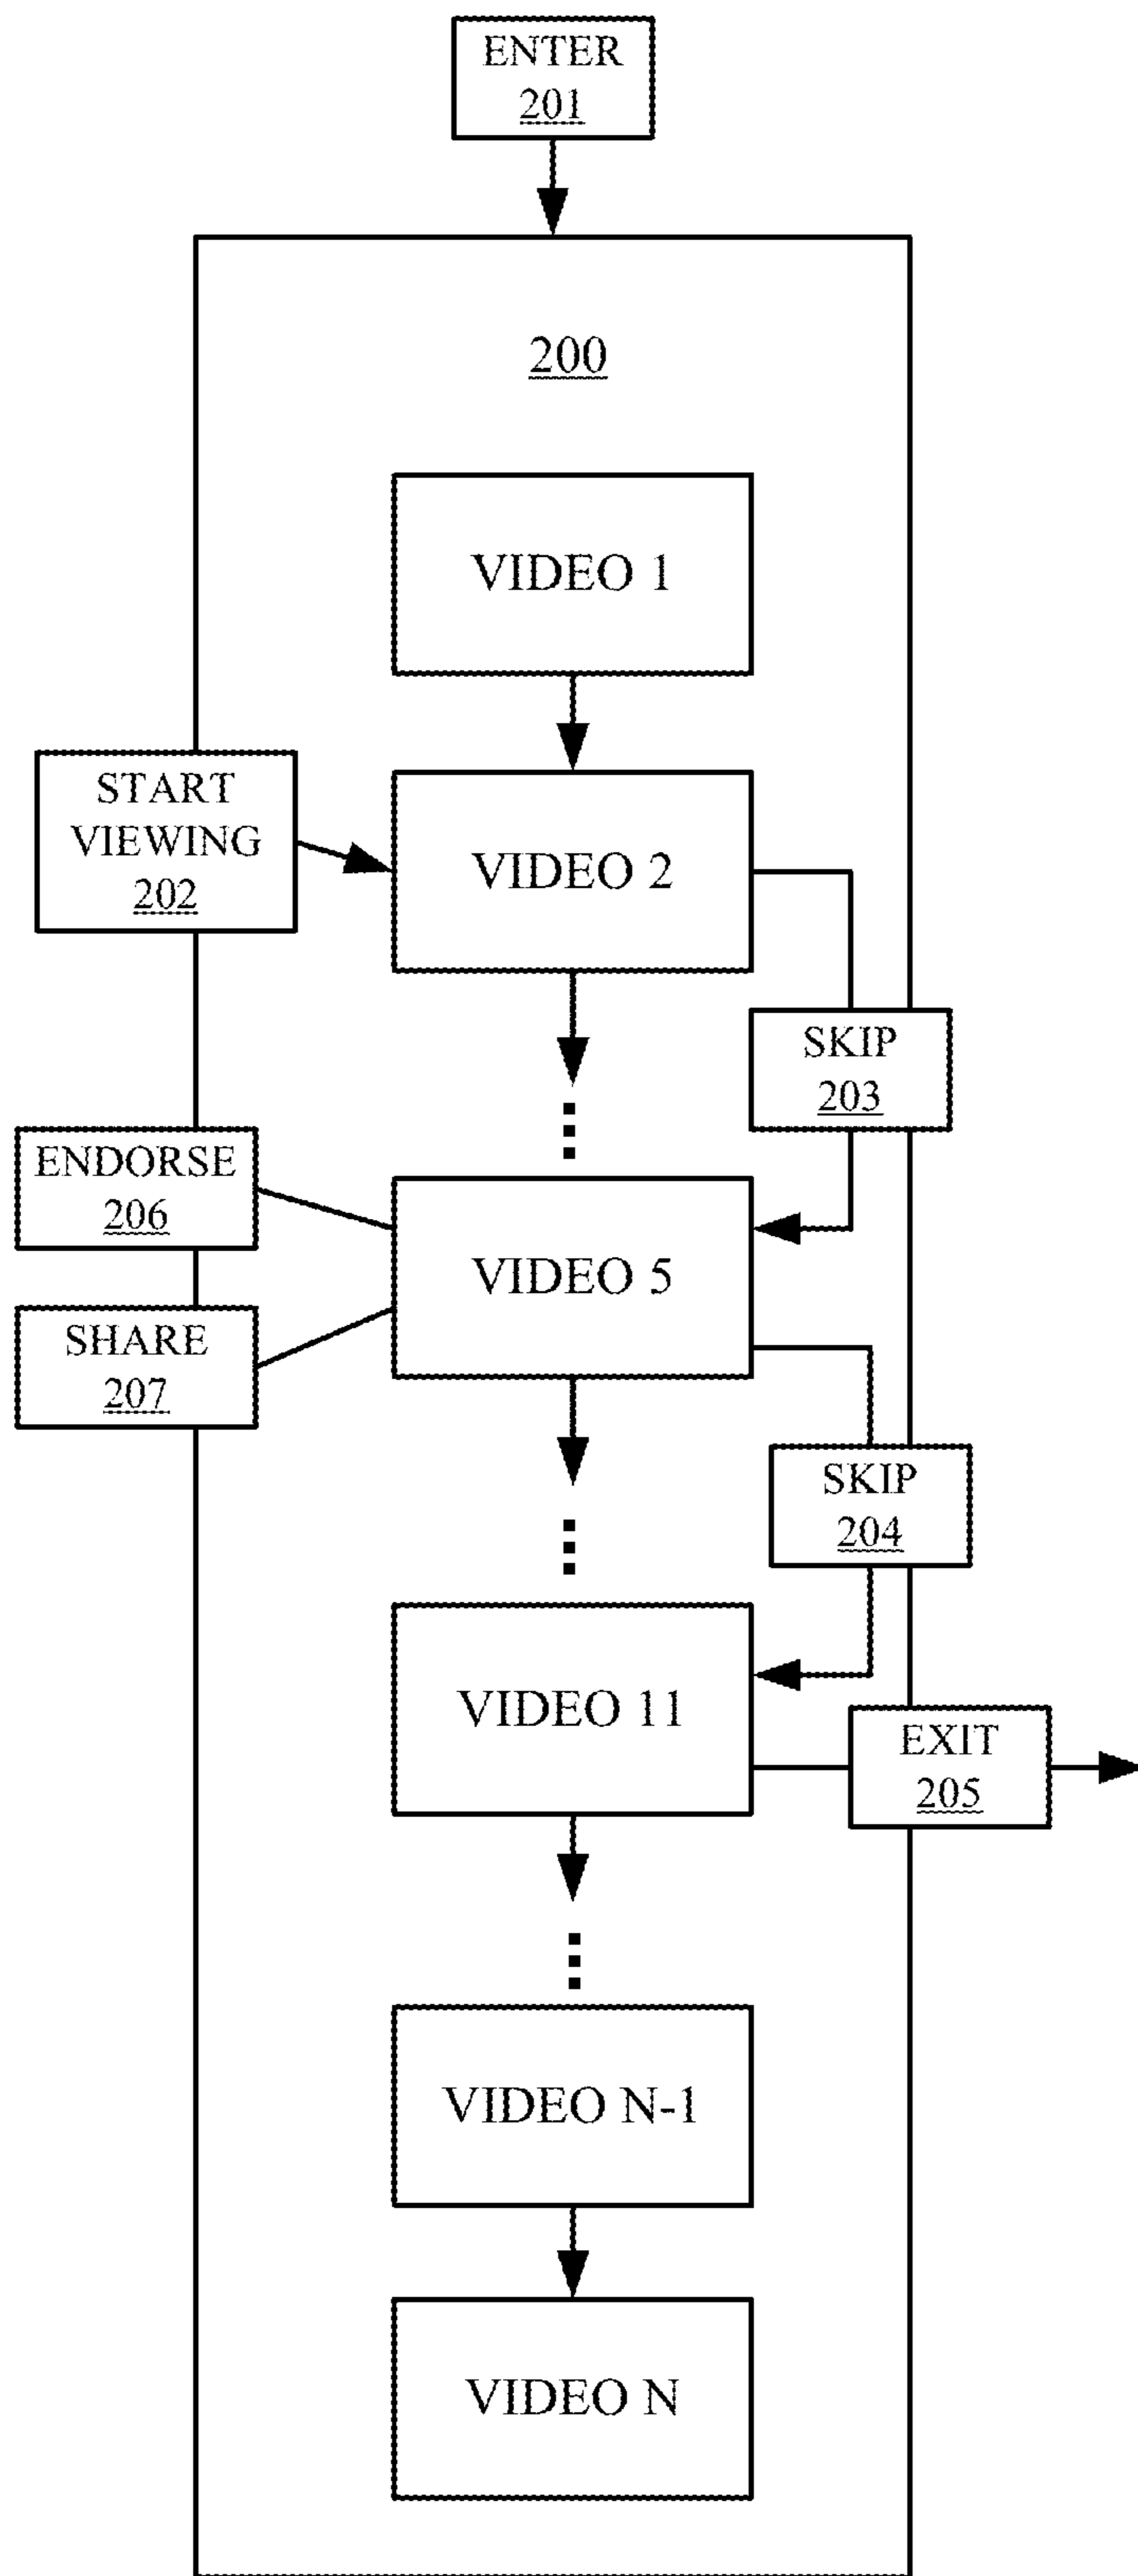 ENTER
201
200
VIDEO 1
START
VIEWING
202
VIDEO 2
SKIP
203
ENDORSE
206
VIDEO 5
SHARE
207
SKIP
204
VIDEO 11
EXIT
205
VIDEO N-1
VIDEO N